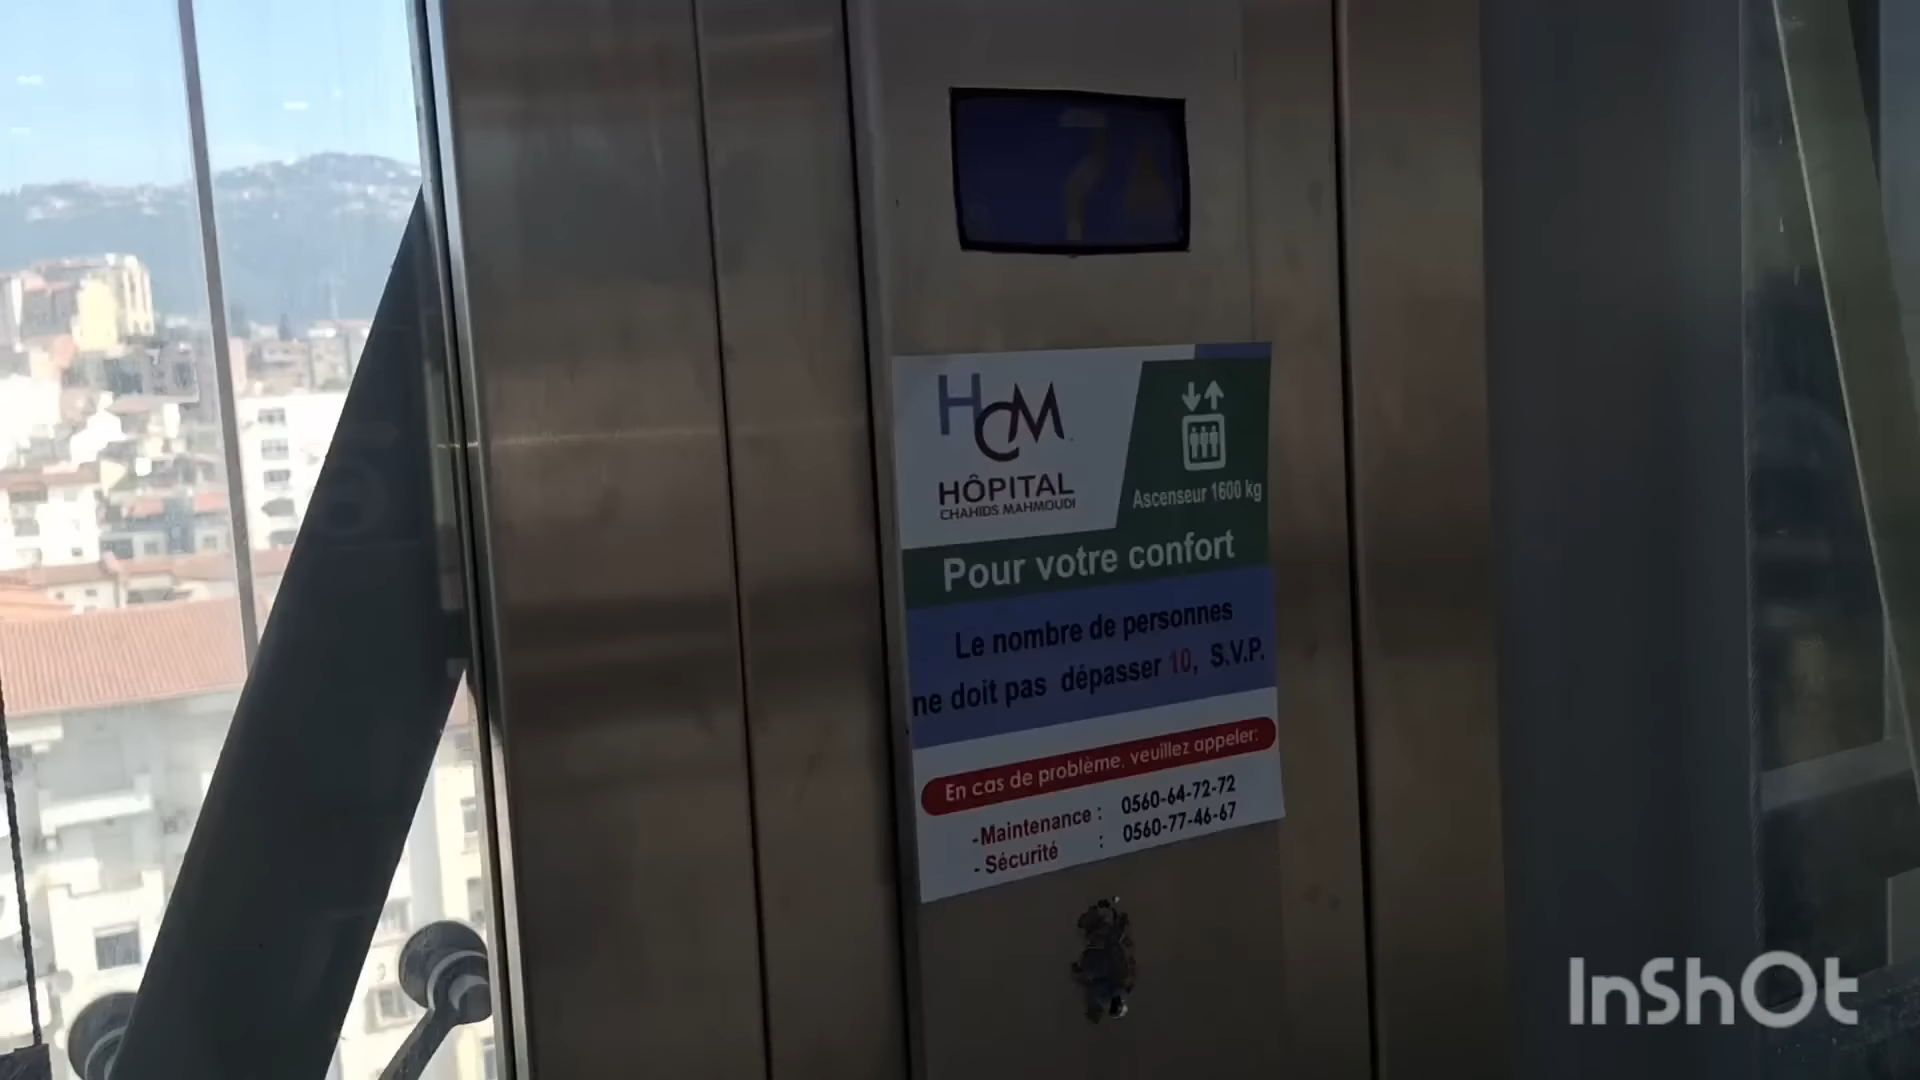 7
HCM
HÔPITAL
CHAHIDS MAHMOUDI
Ascenseur 1600 kg
Pour votre confort
Le nombre de personnes
ne doit pas dépasser 10, S.V.P.
En cas de problème, veuillez appeler:
-Maintenance : 0560-64-72-72
- Sécurité : 0560-77-46-67
InShOt